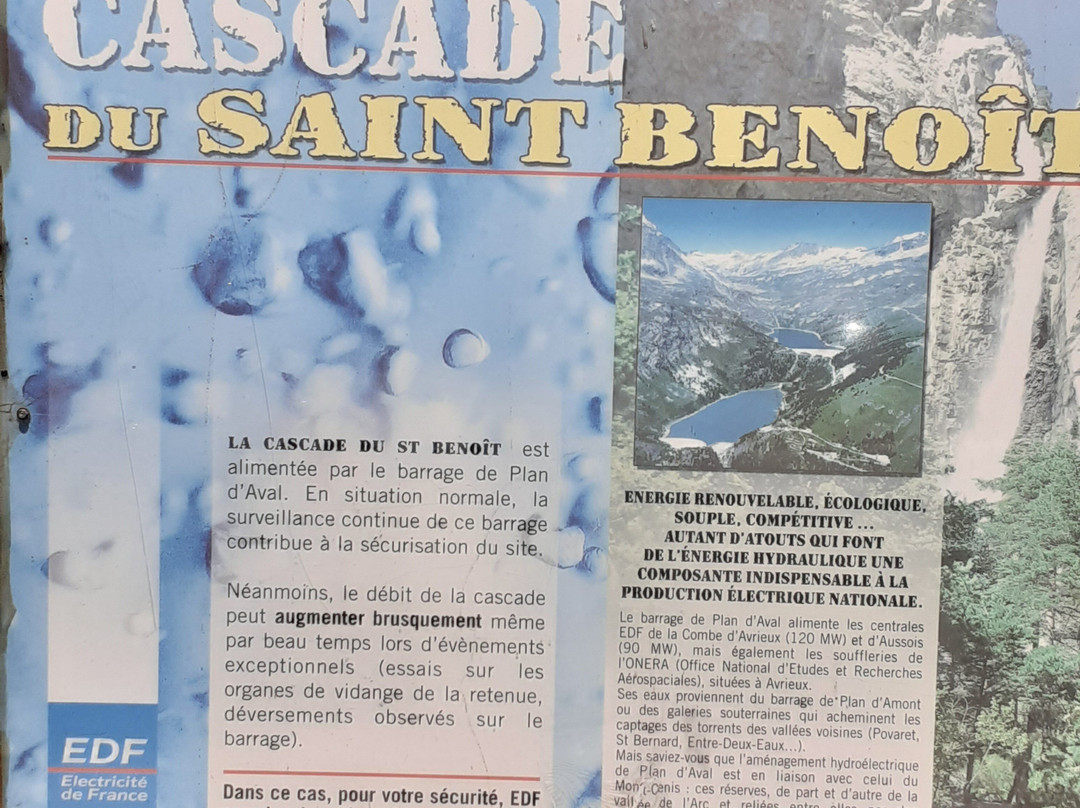 CASCADE
DU SAINT BENOÎT
LA CASCADE DU ST BENOÎT est
alimentée par le barrage de Plan
d'Aval. En situation normale, la
surveillance continue de ce barrage
contribue à la sécurisation du site.
Néanmoins, le débit de la cascade
peut augmenter brusquement même
par beau temps lors d'évènements
exceptionnels (essais sur les
organes de vidange de la retenue,
déversements observés sur le
barrage).
Dans ce cas, pour votre sécurité, EDF
EDF
Electricité
de France
ENERGIE RENOUVELABLE, ÉCOLOGIQUE,
SOUPLE, COMPÉTITIVE ...
AUTANT D'ATOUTS QUI FONT
DE L'ÉNERGIE HYDRAULIQUE UNE
COMPOSANTE INDISPENSABLE À LA
PRODUCTION ÉLECTRIQUE NATIONALE.
Le barrage de Plan d'Aval alimente les centrales
EDF de la Combe d'Avrieux (120 MW) et d'Aussois
(90 MW), mais également les souffleries de
l'ONERA (Office National d'Etudes et Recherches
Aérospaciales), situées à Avrieux.
Ses eaux proviennent du barrage de Plan d'Amont
ou des galeries souterraines qui acheminent les
captages des torrents des vallées voisines (Povaret,
St Bernard, Entre-Deux-Eaux...).
Mais saviez-vous que l'aménagement hydroélectrique
de Plan d'Aval est en liaison avec celui du
Mont-Cenis : ces réserves, de part et d'autre de la
vallée de l'Arc et reliées entre elles